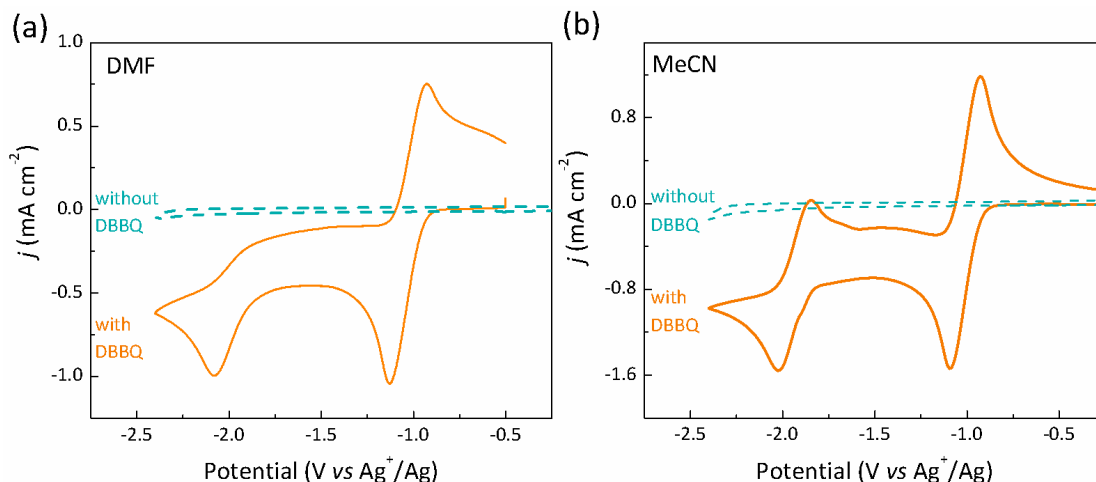 (a)
DMF
without
DBBQ
with
DBBQ
1.0
0.5
0.0
-0.5
-1.0
j (mA cm⁻²)
-2.5 -2.0 -1.5 -1.0 -0.5
Potential (V vs Ag⁺/Ag)
(b)
MeCN
without
DBBQ
with
DBBQ
0.8
0.0
-0.8
-1.6
j (mA cm⁻²)
-2.5 -2.0 -1.5 -1.0 -0.5
Potential (V vs Ag⁺/Ag)